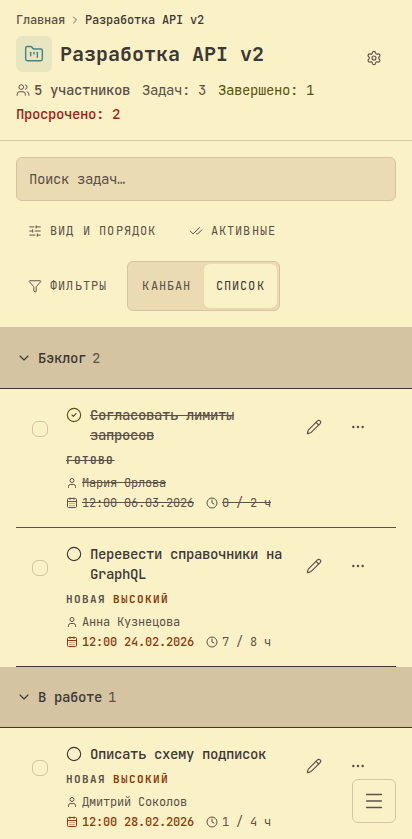 Главная > Разработка API v2
Разработка API v2
5 участников Задач: 3 Завершено: 1
Просрочено: 2
Поиск задач…
ВИД И ПОРЯДОК АКТИВНЫЕ
ФИЛЬТРЫ КАНБАН СПИСОК
Бэклог 2
Согласовать лимиты
запросов
ГОТОВО
Мария Орлова
12:00 06.03.2026 0 / 2 ч
Перевести справочники на
GraphQL
НОВАЯ ВЫСОКИЙ
Анна Кузнецова
12:00 24.02.2026 7 / 8 ч
В работе 1
Описать схему подписок
НОВАЯ ВЫСОКИЙ
Дмитрий Соколов
12:00 28.02.2026 1 / 4 ч